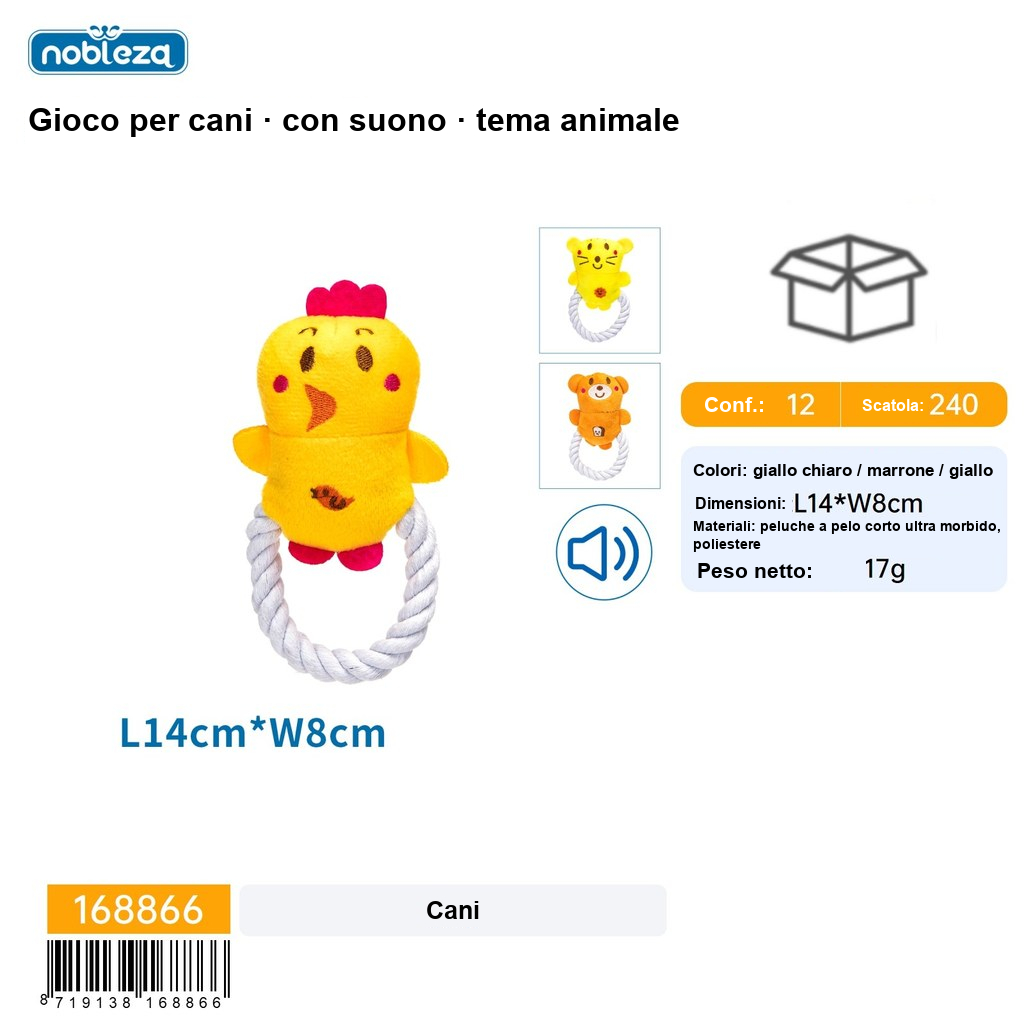 nobleza
Gioco per cani · con suono · tema animale
Conf.: 12 Scatola: 240
Colori: giallo chiaro / marrone / giallo
Dimensioni: L14*W8cm
Materiali: peluche a pelo corto ultra morbido,
poliestere
Peso netto: 17g
L14cm*W8cm
168866 Cani
8 719138 168866